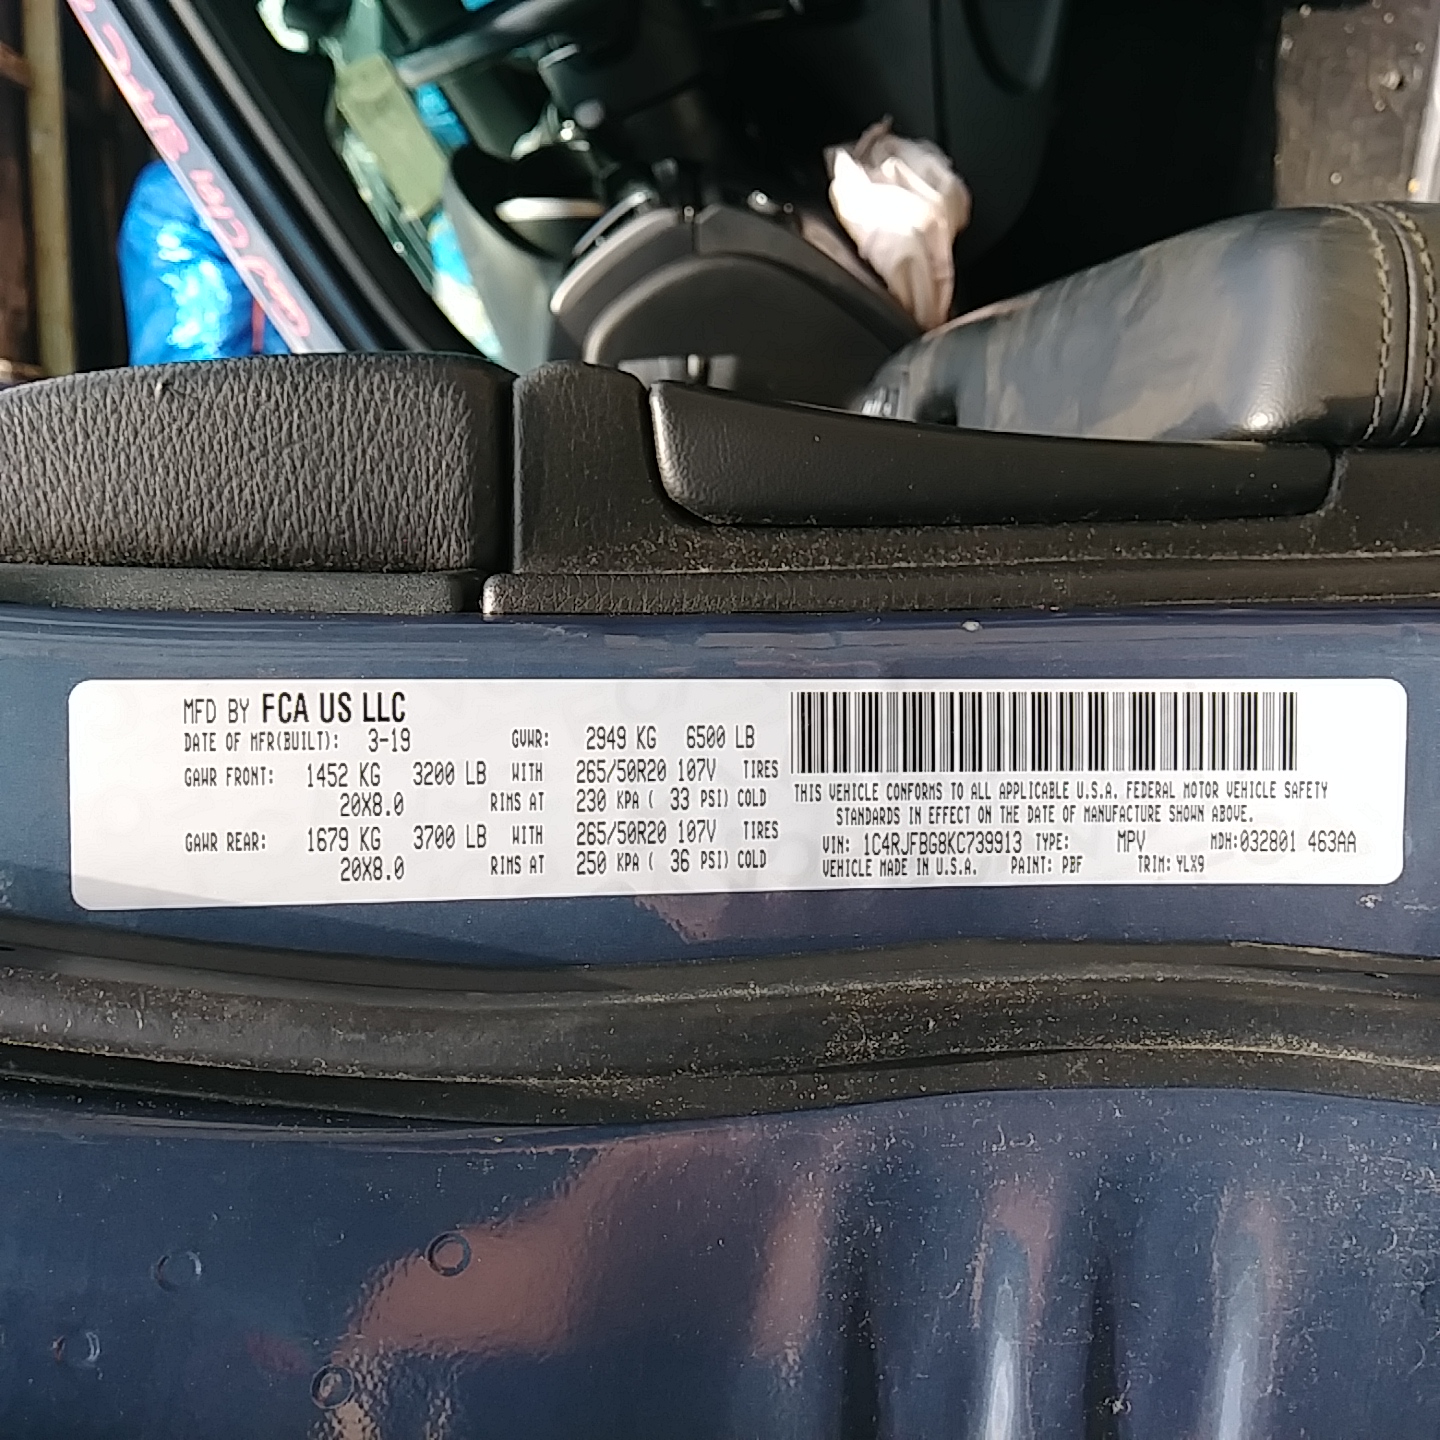 MFD BY FCA US LLC
DATE OF MFR(BUILT): 3-19 GVWR: 2949 KG 6500 LB
GAWR FRONT: 1452 KG 3200 LB WITH 265/50R20 107V TIRES
20X8.0 RIMS AT 230 KPA ( 33 PSI) COLD
GAWR REAR: 1679 KG 3700 LB WITH 265/50R20 107V TIRES
20X8.0 RIMS AT 250 KPA ( 36 PSI) COLD
THIS VEHICLE CONFORMS TO ALL APPLICABLE U.S.A. FEDERAL MOTOR VEHICLE SAFETY
STANDARDS IN EFFECT ON THE DATE OF MANUFACTURE SHOWN ABOVE.
VIN: 1C4RJFBG8KC739913 TYPE: MPV MDH:032801 463AA
VEHICLE MADE IN U.S.A. PAINT: PBF TRIM: YLX9